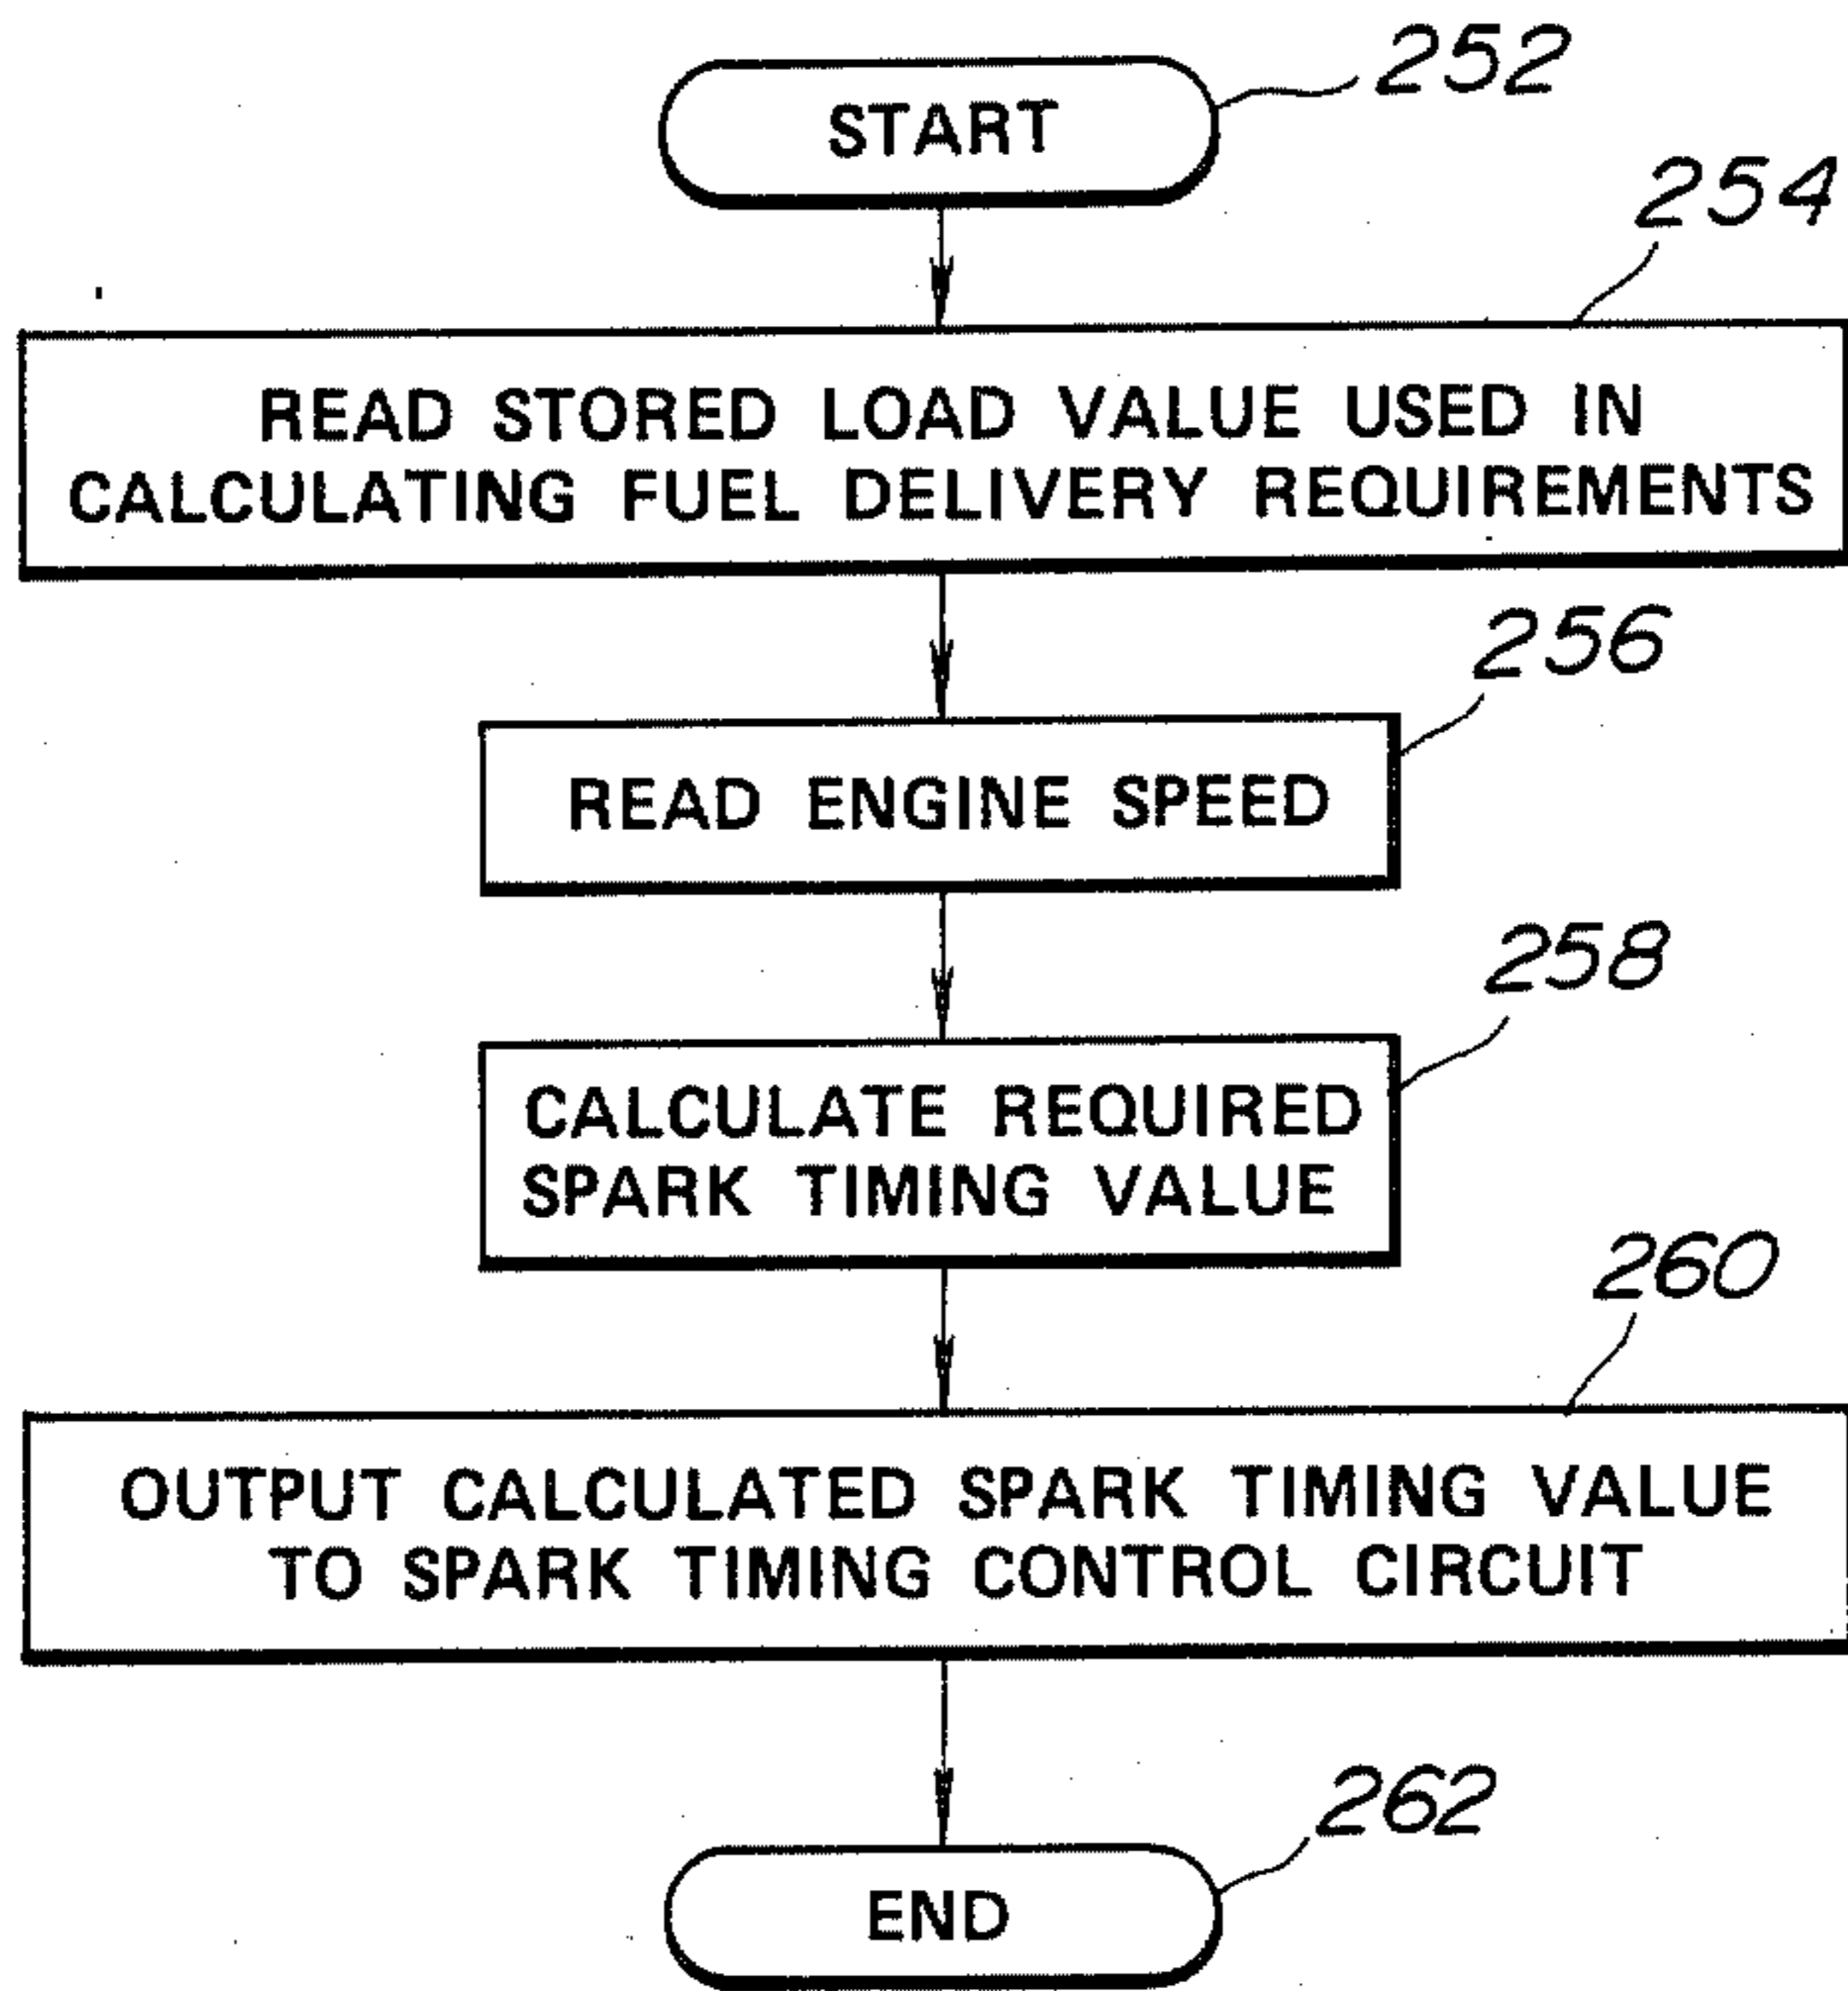 252
START
254
READ STORED LOAD VALUE USED IN
CALCULATING FUEL DELIVERY REQUIREMENTS
256
READ ENGINE SPEED
258
CALCULATE REQUIRED
SPARK TIMING VALUE
260
OUTPUT CALCULATED SPARK TIMING VALUE
TO SPARK TIMING CONTROL CIRCUIT
262
END